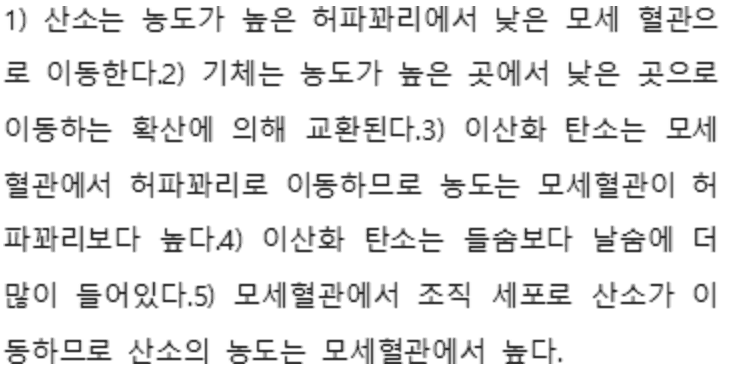 1) 산소는 농도가 높은 허파꽈리에서 낮은 모세 혈관으
로 이동한다.2) 기체는 농도가 높은 곳에서 낮은 곳으로
이동하는 확산에 의해 교환된다.3) 이산화 탄소는 모세
혈관에서 허파꽈리로 이동하므로 농도는 모세혈관이 허
파꽈리보다 높다.4) 이산화 탄소는 들숨보다 날숨에 더
많이 들어있다.5) 모세혈관에서 조직 세포로 산소가 이
동하므로 산소의 농도는 모세혈관에서 높다.